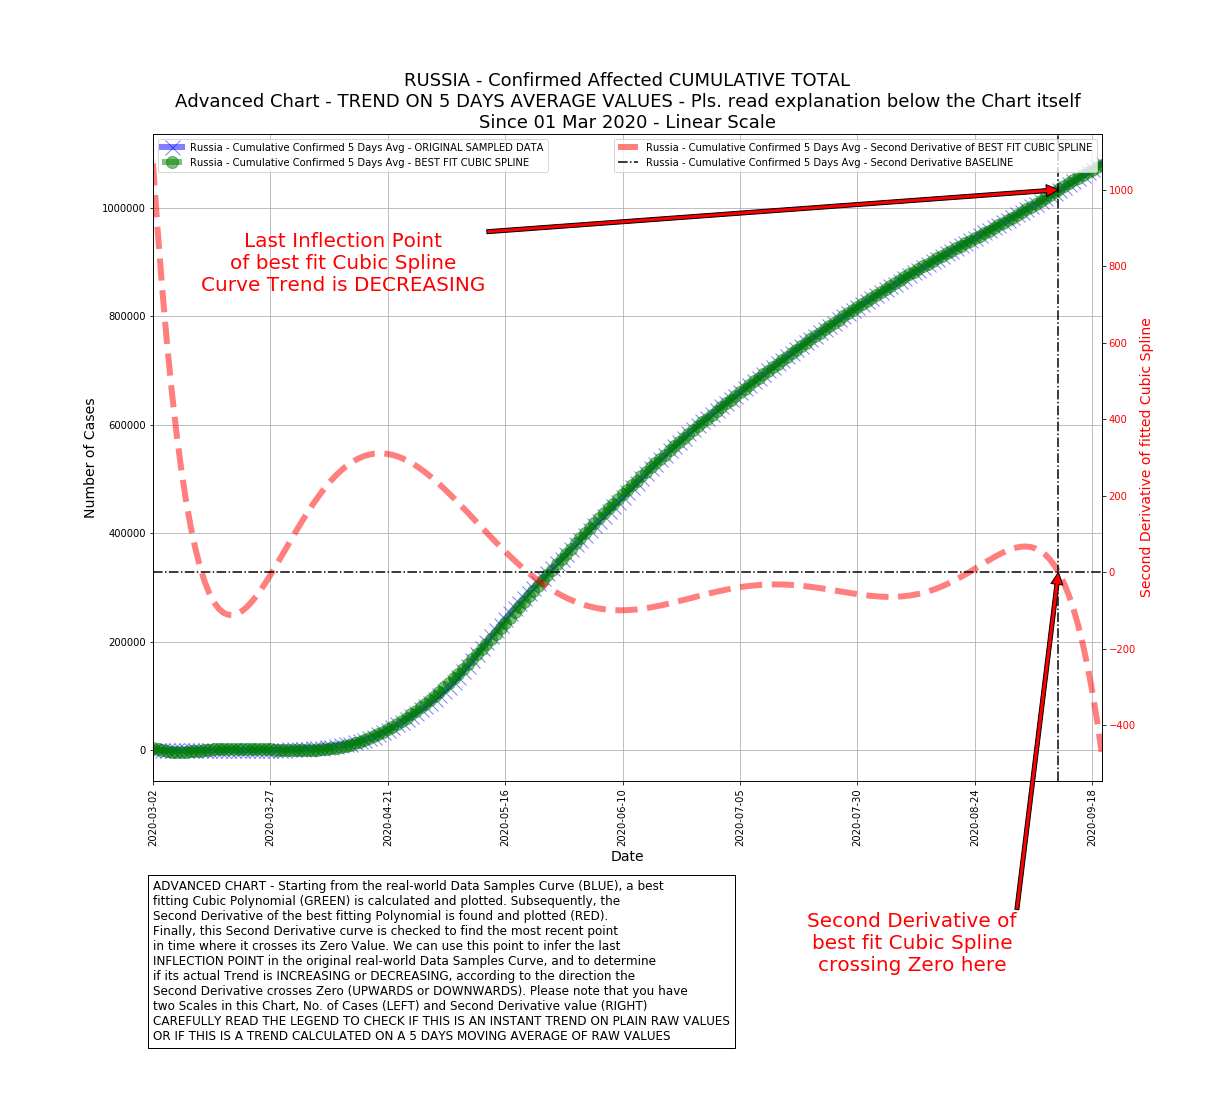 RUSSIA - Confirmed Affected CUMULATIVE TOTAL
Advanced Chart - TREND ON 5 DAYS AVERAGE VALUES - Pls. read explanation below the Chart itself
Since 01 Mar 2020 - Linear Scale
Russia - Cumulative Confirmed 5 Days Avg - ORIGINAL SAMPLED DATA
Russia - Cumulative Confirmed 5 Days Avg - BEST FIT CUBIC SPLINE
Russia - Cumulative Confirmed 5 Days Avg - Second Derivative of BEST FIT CUBIC SPLINE
Russia - Cumulative Confirmed 5 Days Avg - Second Derivative BASELINE
Last Inflection Point
of best fit Cubic Spline
Curve Trend is DECREASING
Number of Cases
1000000
800000
600000
400000
200000
0
1000
800
600
400
200
0
−200
−400
Second Derivative of fitted Cubic Spline
2020-03-02
2020-03-27
2020-04-21
2020-05-16
2020-06-10
2020-07-05
2020-07-30
2020-08-24
2020-09-18
Date
ADVANCED CHART - Starting from the real-world Data Samples Curve (BLUE), a best
fitting Cubic Polynomial (GREEN) is calculated and plotted. Subsequently, the
Second Derivative of the best fitting Polynomial is found and plotted (RED).
Finally, this Second Derivative curve is checked to find the most recent point
in time where it crosses its Zero Value. We can use this point to infer the last
INFLECTION POINT in the original real-world Data Samples Curve, and to determine
if its actual Trend is INCREASING or DECREASING, according to the direction the
Second Derivative crosses Zero (UPWARDS or DOWNWARDS). Please note that you have
two Scales in this Chart, No. of Cases (LEFT) and Second Derivative value (RIGHT)
CAREFULLY READ THE LEGEND TO CHECK IF THIS IS AN INSTANT TREND ON PLAIN RAW VALUES
OR IF THIS IS A TREND CALCULATED ON A 5 DAYS MOVING AVERAGE OF RAW VALUES
Second Derivative of
best fit Cubic Spline
crossing Zero here